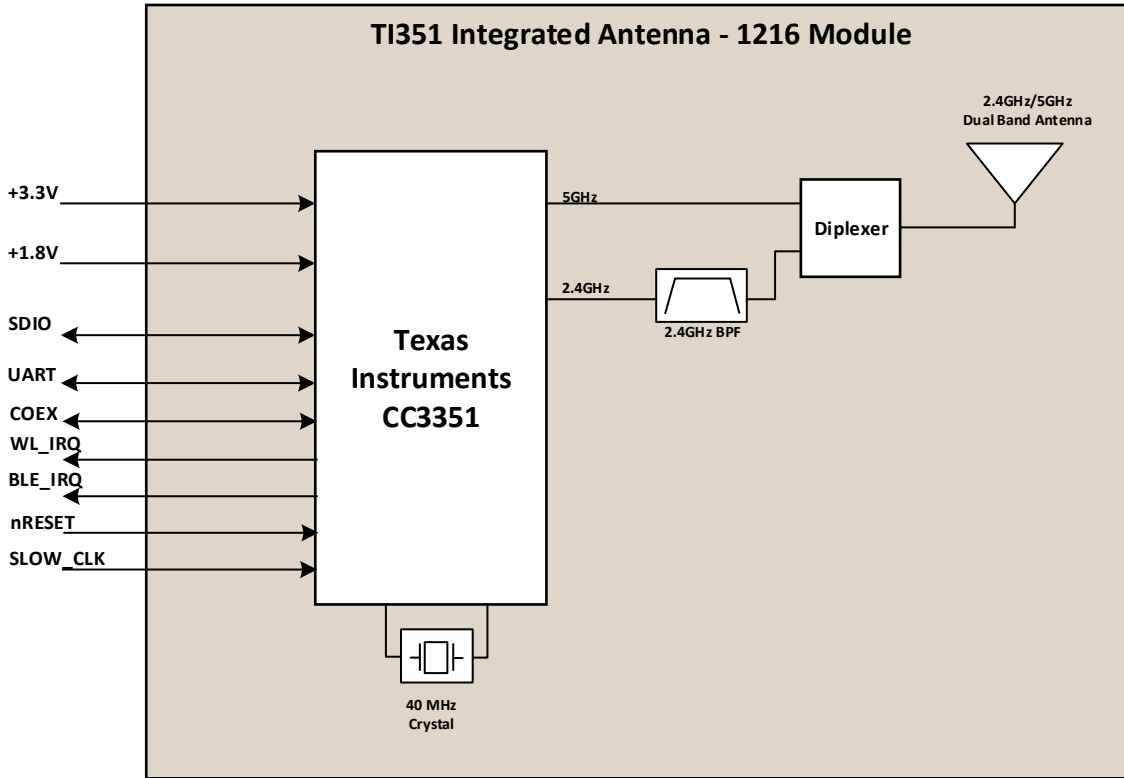 TI351 Integrated Antenna - 1216 Module
2.4GHz/5GHz
Dual Band Antenna
+3.3V
5GHz
Diplexer
+1.8V
2.4GHz
2.4GHz BPF
SDIO
Texas
Instruments
CC3351
UART
COEX
WL_IRQ
BLE_IRQ
nRESET
SLOW_CLK
40 MHz
Crystal